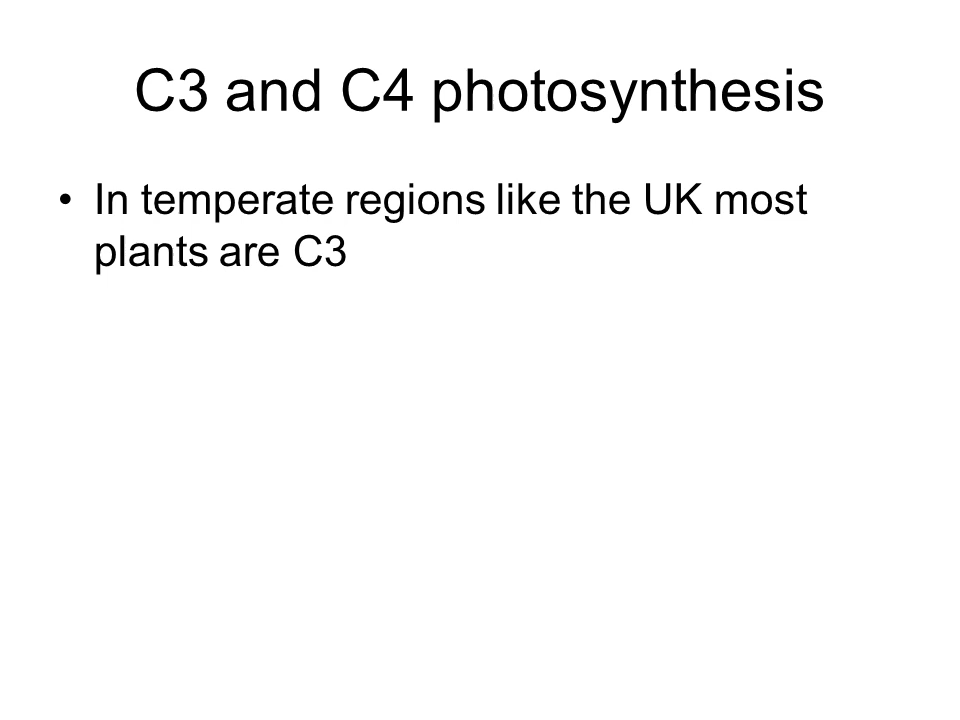 C3 and C4 photosynthesis
• In temperate regions like the UK most
plants are C3